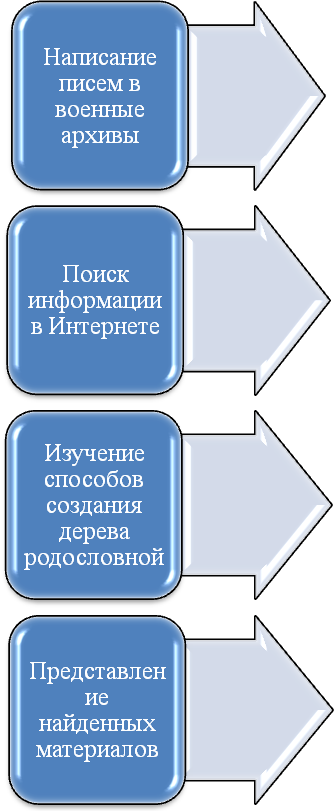 Написание
писем в
военные
архивы
Поиск
информации
в Интернете
Изучение
способов
создания
дерева
родословной
Представлен
ие
найденных
материалов